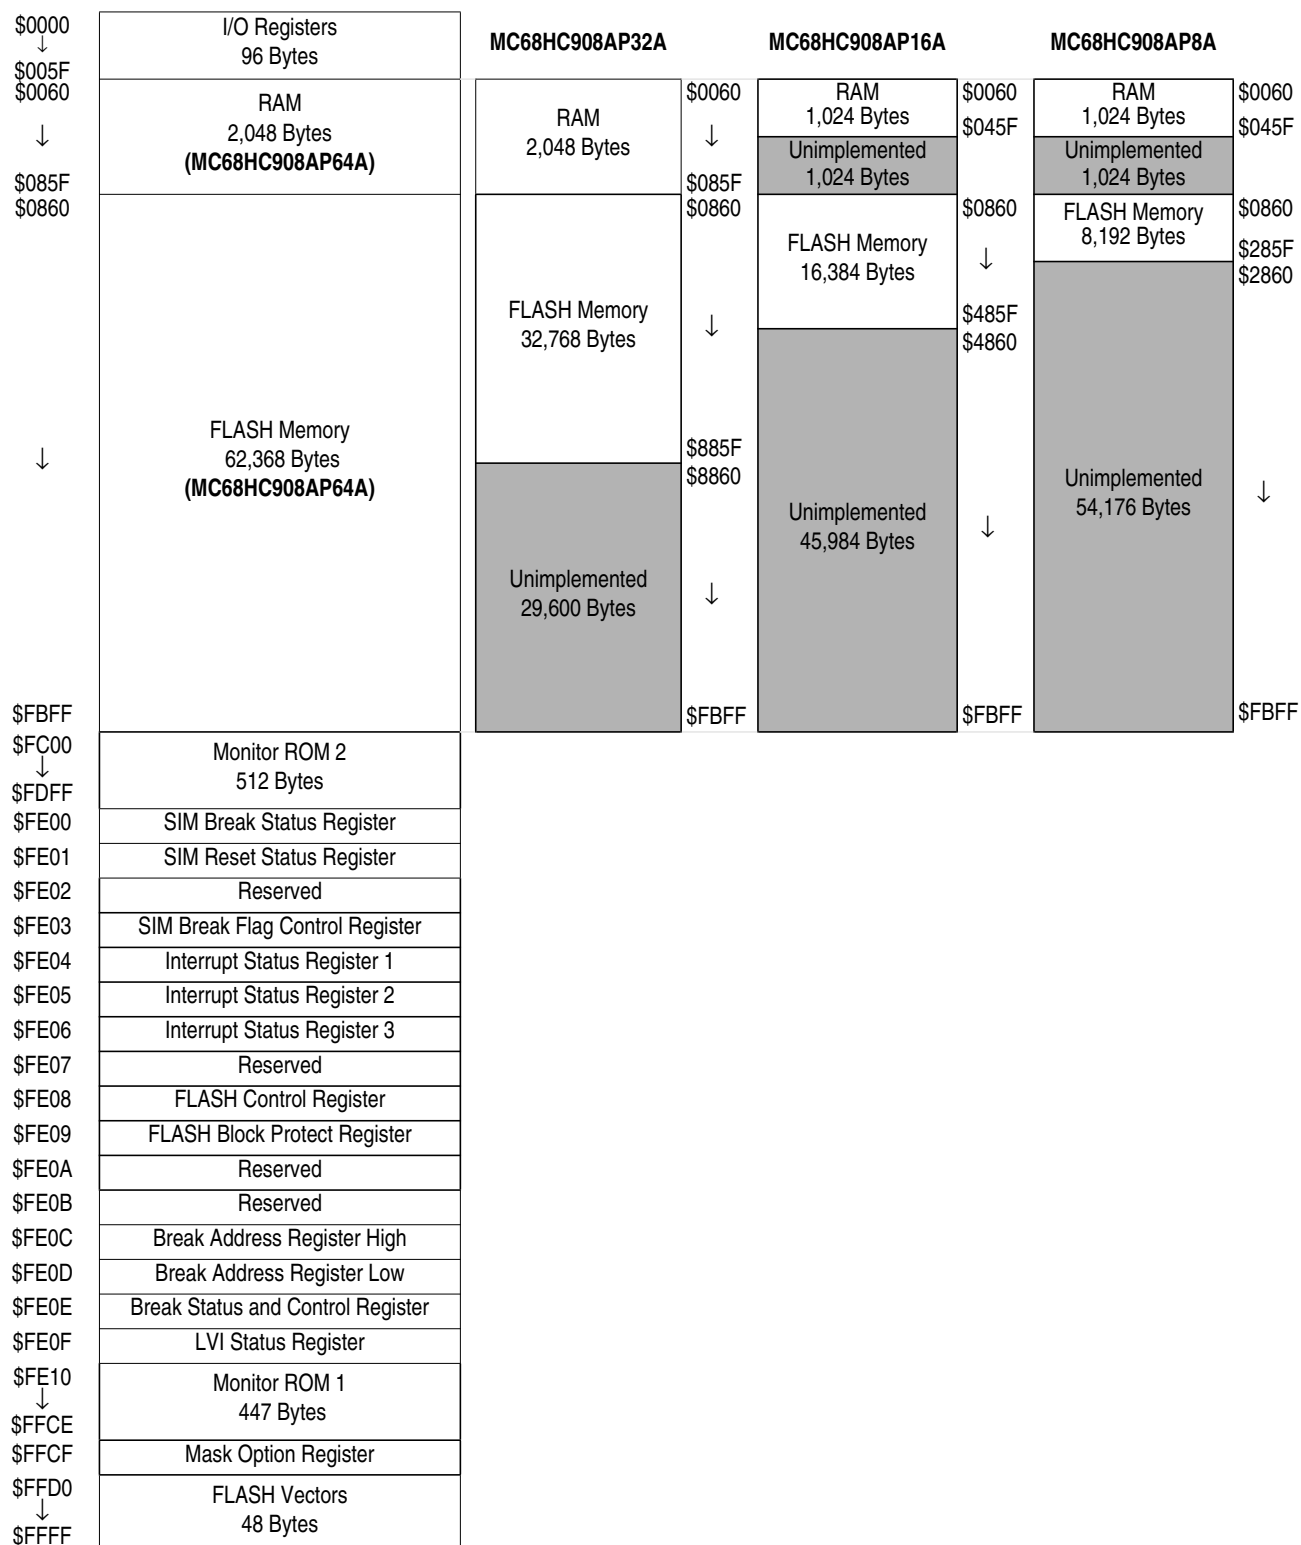 $0000
↓
$005F
I/O Registers
96 Bytes
MC68HC908AP32A
MC68HC908AP16A
MC68HC908AP8A
$0060
↓
$085F
RAM
2,048 Bytes
(MC68HC908AP64A)
RAM
2,048 Bytes
$0060
↓
$085F
RAM
1,024 Bytes
$0060
$045F
Unimplemented
1,024 Bytes
RAM
1,024 Bytes
$0060
$045F
Unimplemented
1,024 Bytes
$0860
↓
$FBFF
FLASH Memory
62,368 Bytes
(MC68HC908AP64A)
FLASH Memory
32,768 Bytes
$0860
↓
$885F
Unimplemented
29,600 Bytes
$8860
↓
$FBFF
FLASH Memory
16,384 Bytes
$0860
↓
$485F
Unimplemented
45,984 Bytes
$4860
↓
$FBFF
FLASH Memory
8,192 Bytes
$0860
$285F
Unimplemented
54,176 Bytes
$2860
↓
$FBFF
$FC00
↓
$FDFF
Monitor ROM 2
512 Bytes
$FE00 SIM Break Status Register
$FE01 SIM Reset Status Register
$FE02 Reserved
$FE03 SIM Break Flag Control Register
$FE04 Interrupt Status Register 1
$FE05 Interrupt Status Register 2
$FE06 Interrupt Status Register 3
$FE07 Reserved
$FE08 FLASH Control Register
$FE09 FLASH Block Protect Register
$FE0A Reserved
$FE0B Reserved
$FE0C Break Address Register High
$FE0D Break Address Register Low
$FE0E Break Status and Control Register
$FE0F LVI Status Register
$FE10
↓
$FFCE
Monitor ROM 1
447 Bytes
$FFCF Mask Option Register
$FFD0
↓
$FFFF
FLASH Vectors
48 Bytes